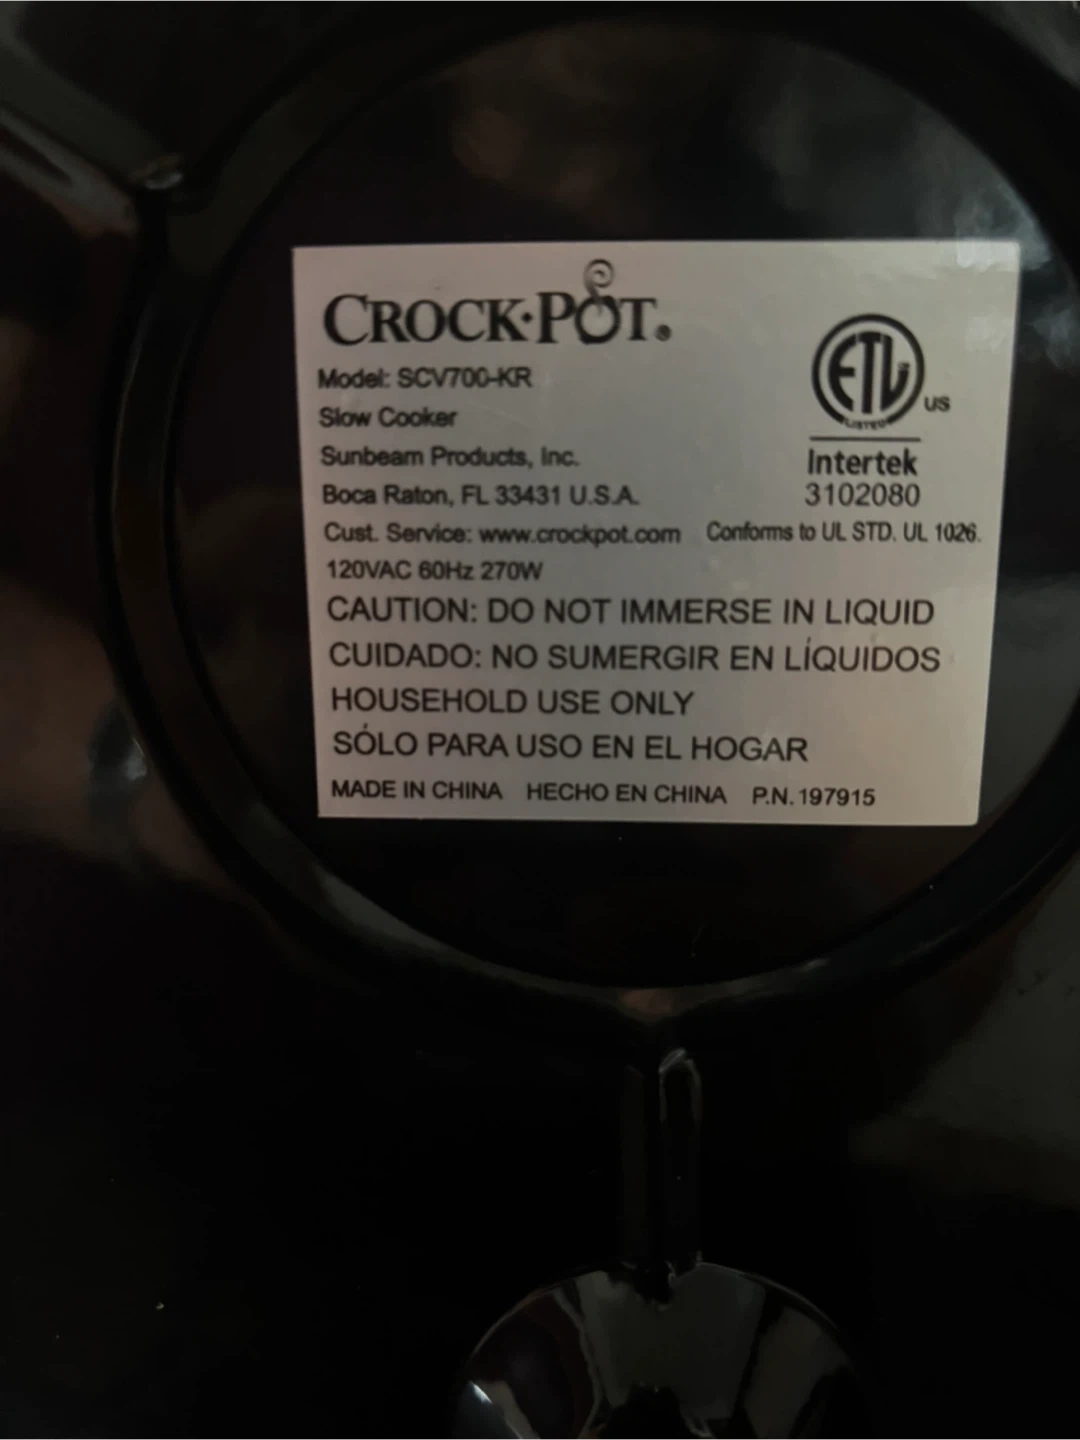 CROCK·POT®
Model: SCV700-KR
Slow Cooker
Sunbeam Products, Inc.
Boca Raton, FL 33431 U.S.A.
Cust. Service: www.crockpot.com
120VAC 60Hz 270W
ETL
LISTED
US
Intertek
3102080
Conforms to UL STD. UL 1026.
CAUTION: DO NOT IMMERSE IN LIQUID
CUIDADO: NO SUMERGIR EN LÍQUIDOS
HOUSEHOLD USE ONLY
SÓLO PARA USO EN EL HOGAR
MADE IN CHINA HECHO EN CHINA P.N. 197915